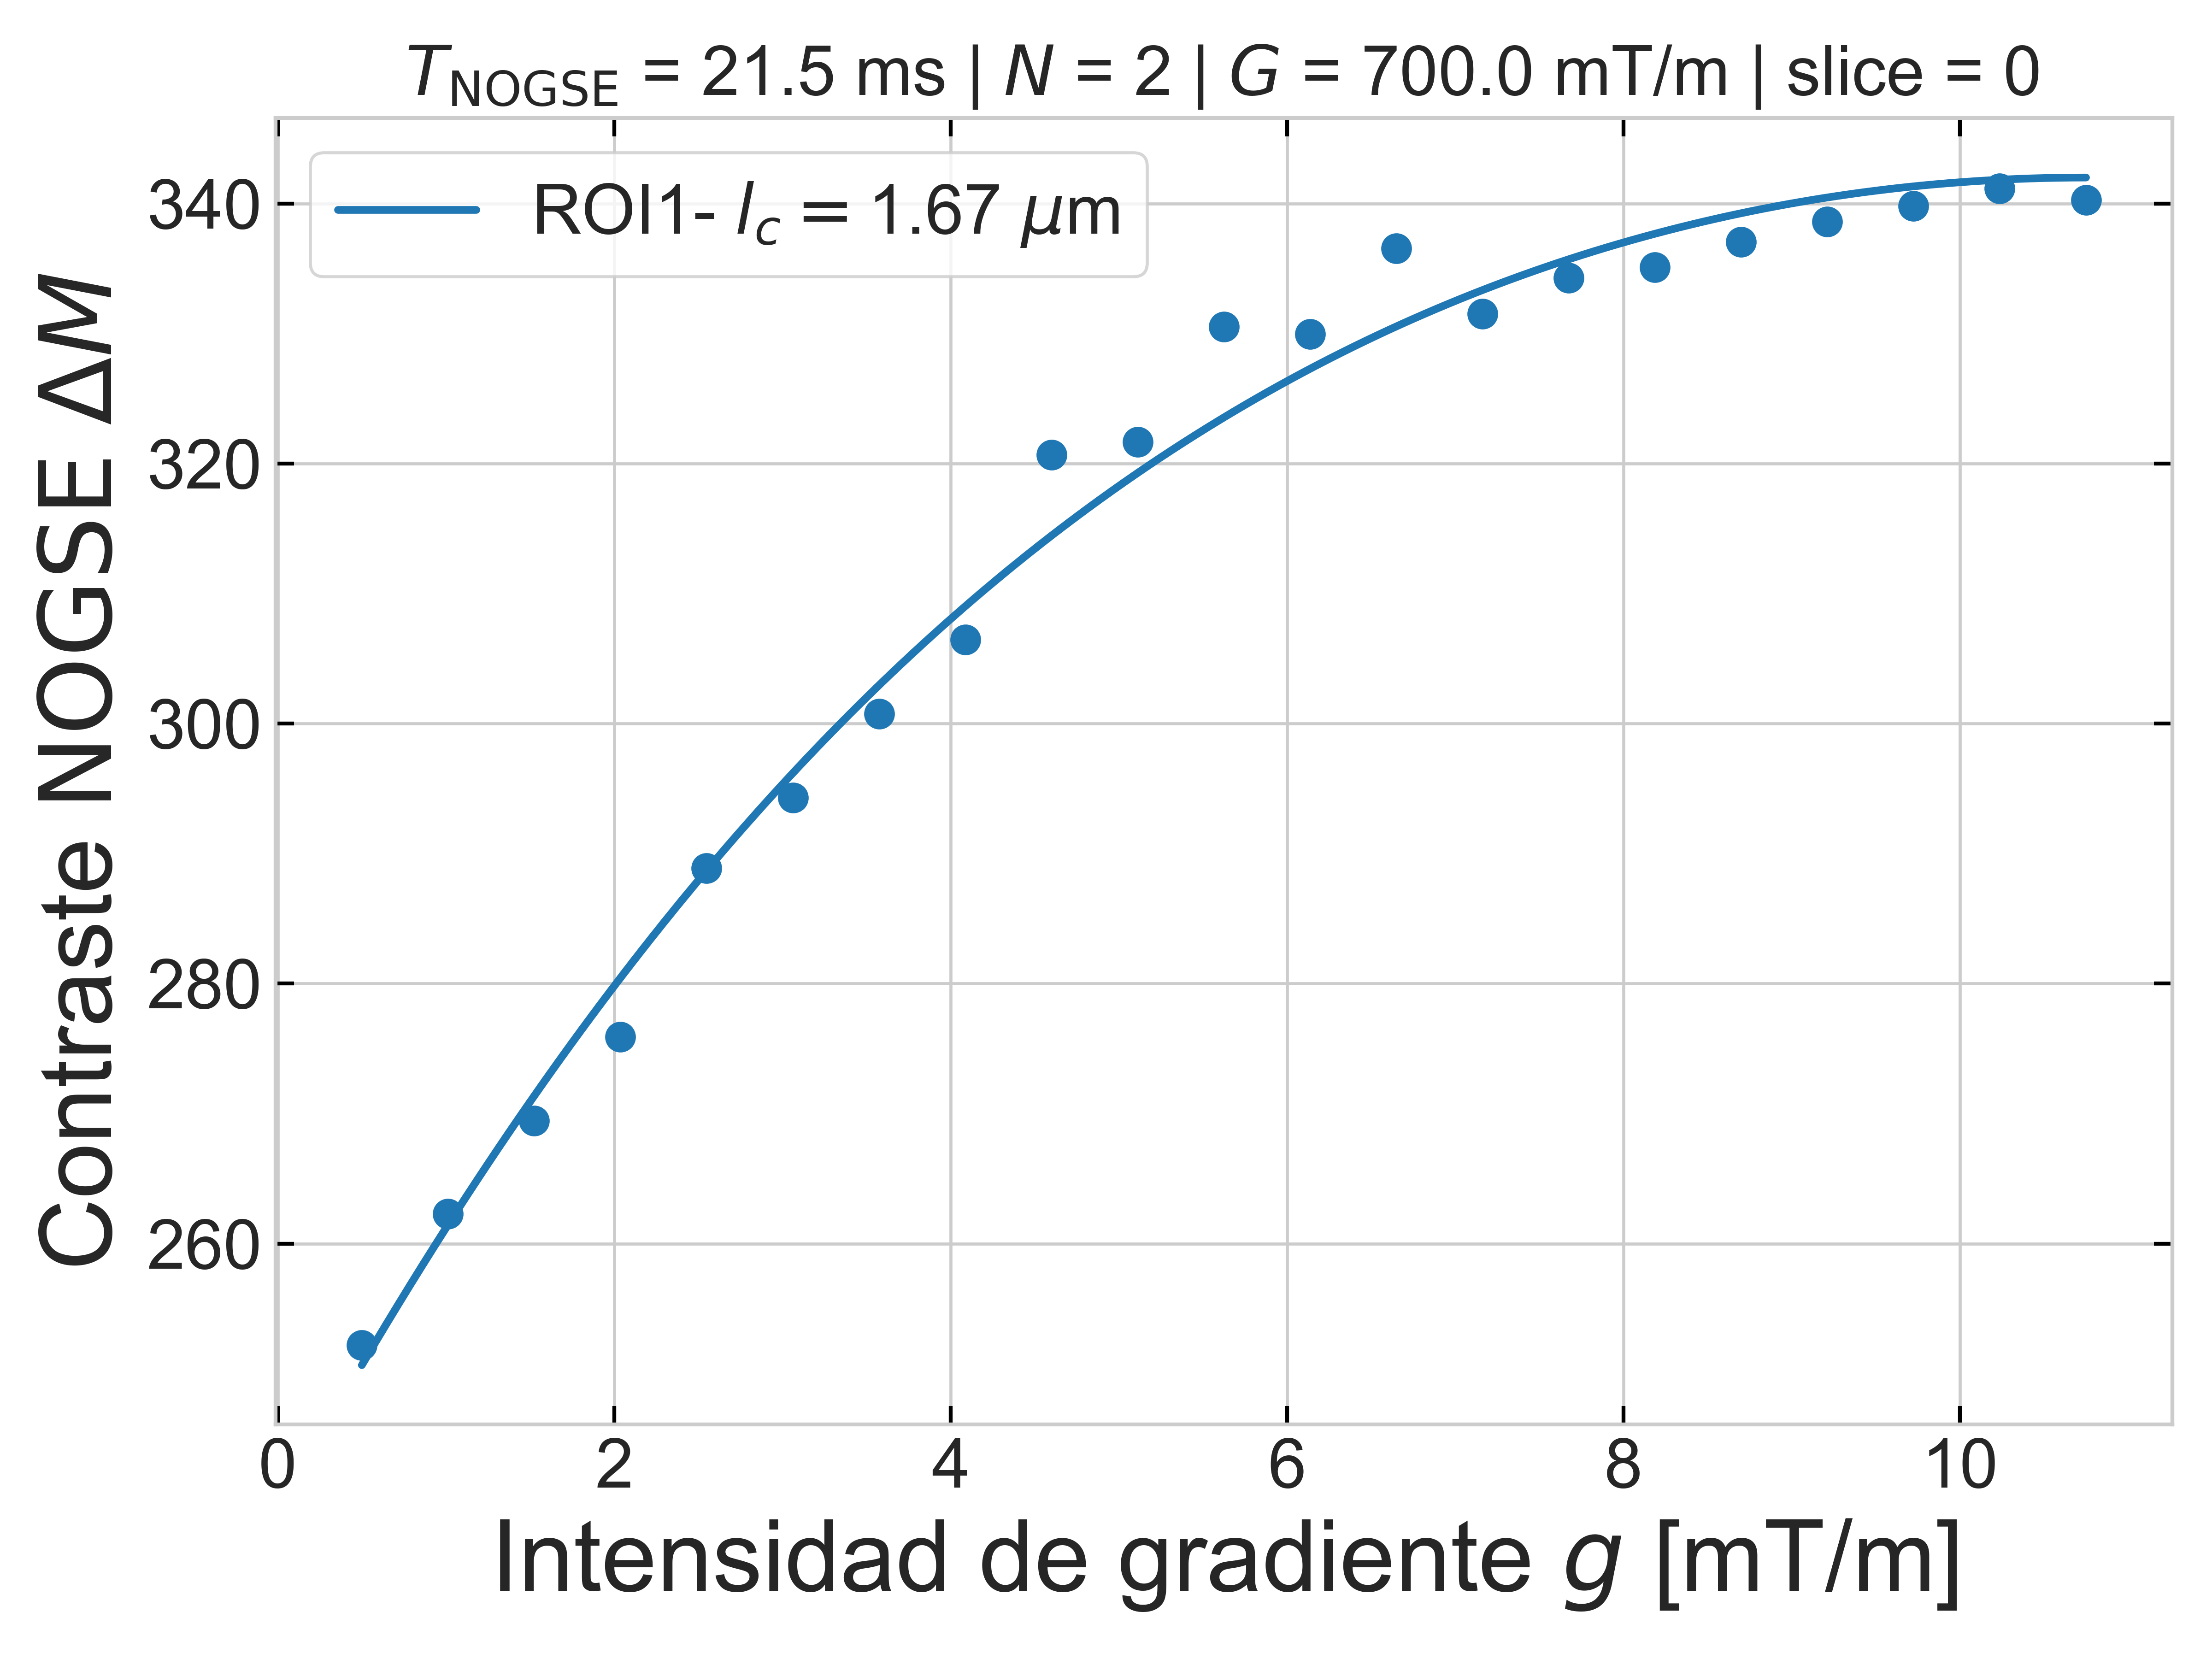 T_NOGSE = 21.5 ms | N = 2 | G = 700.0 mT/m | slice = 0
ROI1- l_c = 1.67 μm
Contraste NOGSE ΔM
340
320
300
280
260
0 2 4 6 8 10
Intensidad de gradiente g [mT/m]